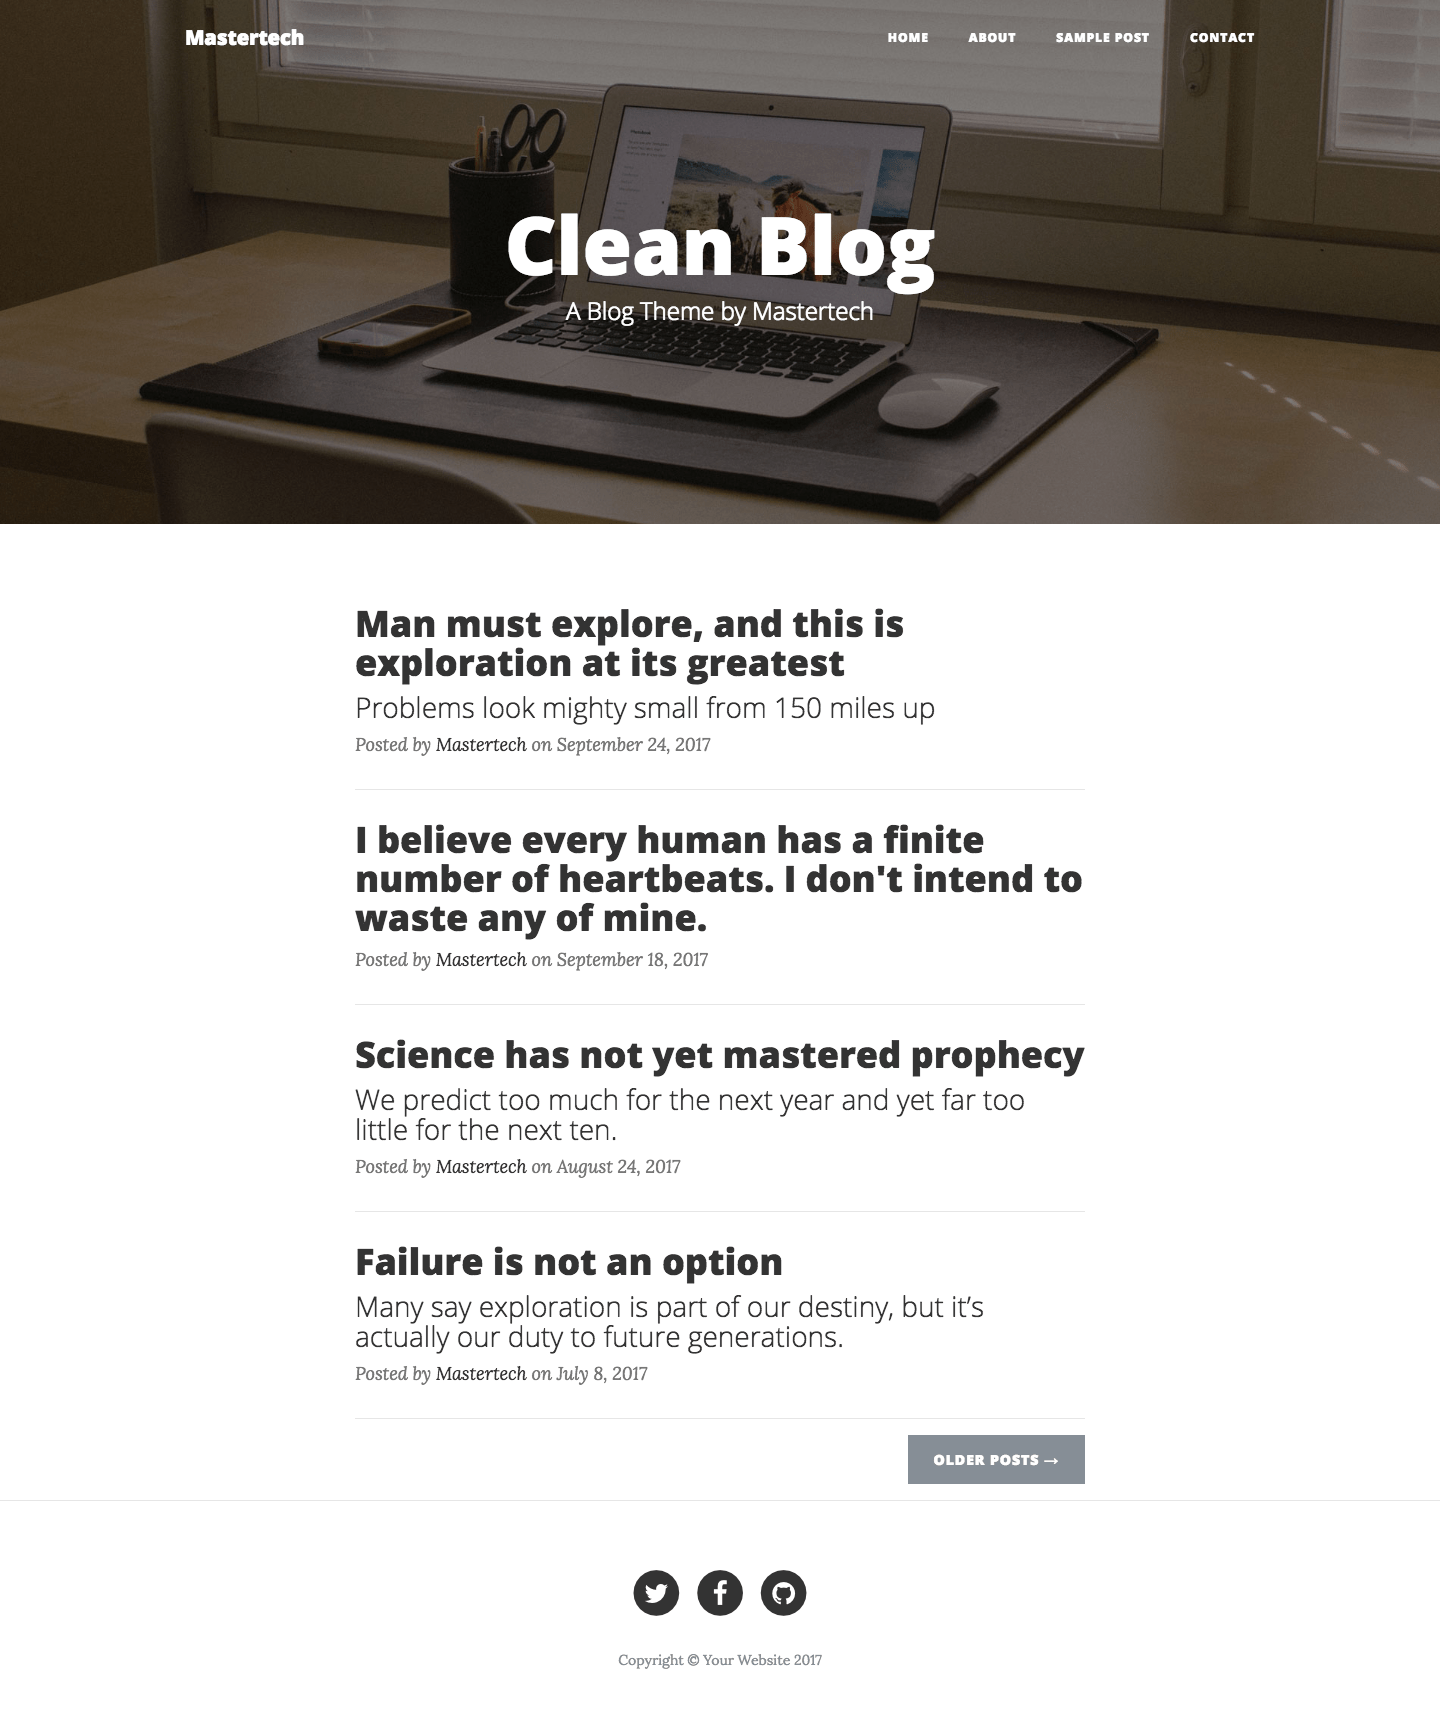 Mastertech
HOME ABOUT SAMPLE POST CONTACT
Clean Blog
A Blog Theme by Mastertech
Man must explore, and this is
exploration at its greatest
Problems look mighty small from 150 miles up
Posted by Mastertech on September 24, 2017
I believe every human has a finite
number of heartbeats. I don't intend to
waste any of mine.
Posted by Mastertech on September 18, 2017
Science has not yet mastered prophecy
We predict too much for the next year and yet far too
little for the next ten.
Posted by Mastertech on August 24, 2017
Failure is not an option
Many say exploration is part of our destiny, but it’s
actually our duty to future generations.
Posted by Mastertech on July 8, 2017
OLDER POSTS →
Copyright © Your Website 2017